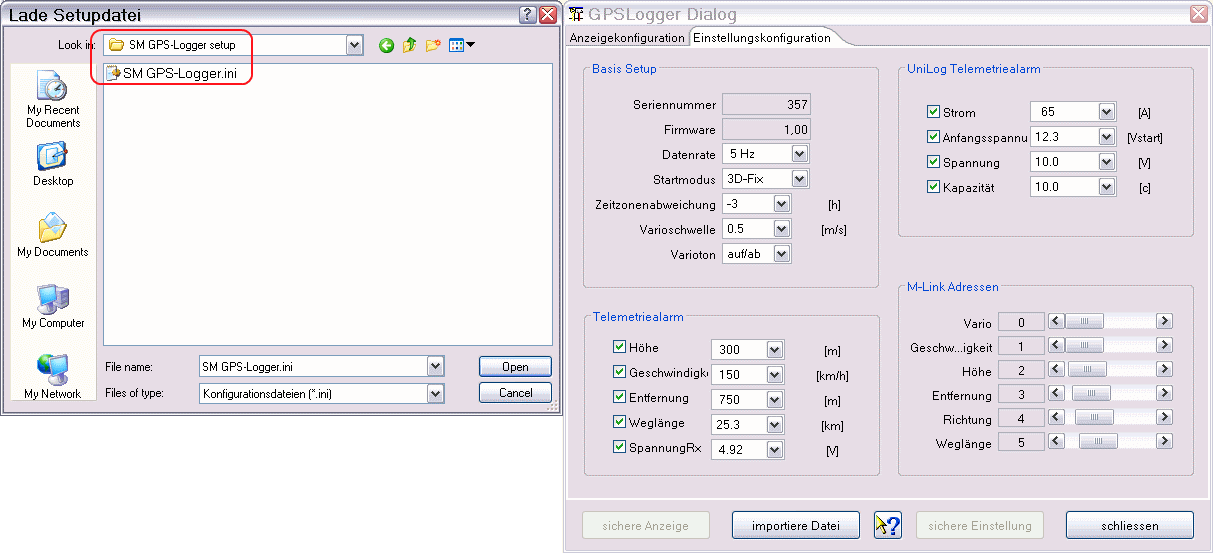 Lade Setupdatei
Look in:
SM GPS-Logger setup
SM GPS-Logger.ini
My Recent
Documents
Desktop
My Documents
My Computer
My Network
File name:
SM GPS-Logger.ini
Open
Files of type:
Konfigurationsdateien (*.ini)
Cancel
GPSLogger Dialog
Anzeigekonfiguration
Einstellungskonfiguration
Basis Setup
Seriennummer 357
Firmware 1,00
Datenrate 5 Hz
Startmodus 3D-Fix
Zeitzonenabweichung -3 [h]
Varioschwelle 0.5 [m/s]
Varioton auf/ab
Telemetriealarm
Höhe 300 [m]
Geschwindigke 150 [km/h]
Entfernung 750 [m]
Weglänge 25.3 [km]
SpannungRx 4.92 [V]
UniLog Telemetriealarm
Strom 65 [A]
Anfangsspannu 12.3 [Vstart]
Spannung 10.0 [V]
Kapazität 10.0 [c]
M-Link Adressen
Vario 0
Geschw...igkeit 1
Höhe 2
Entfernung 3
Richtung 4
Weglänge 5
sichere Anzeige
importiere Datei
?
sichere Einstellung
schliessen